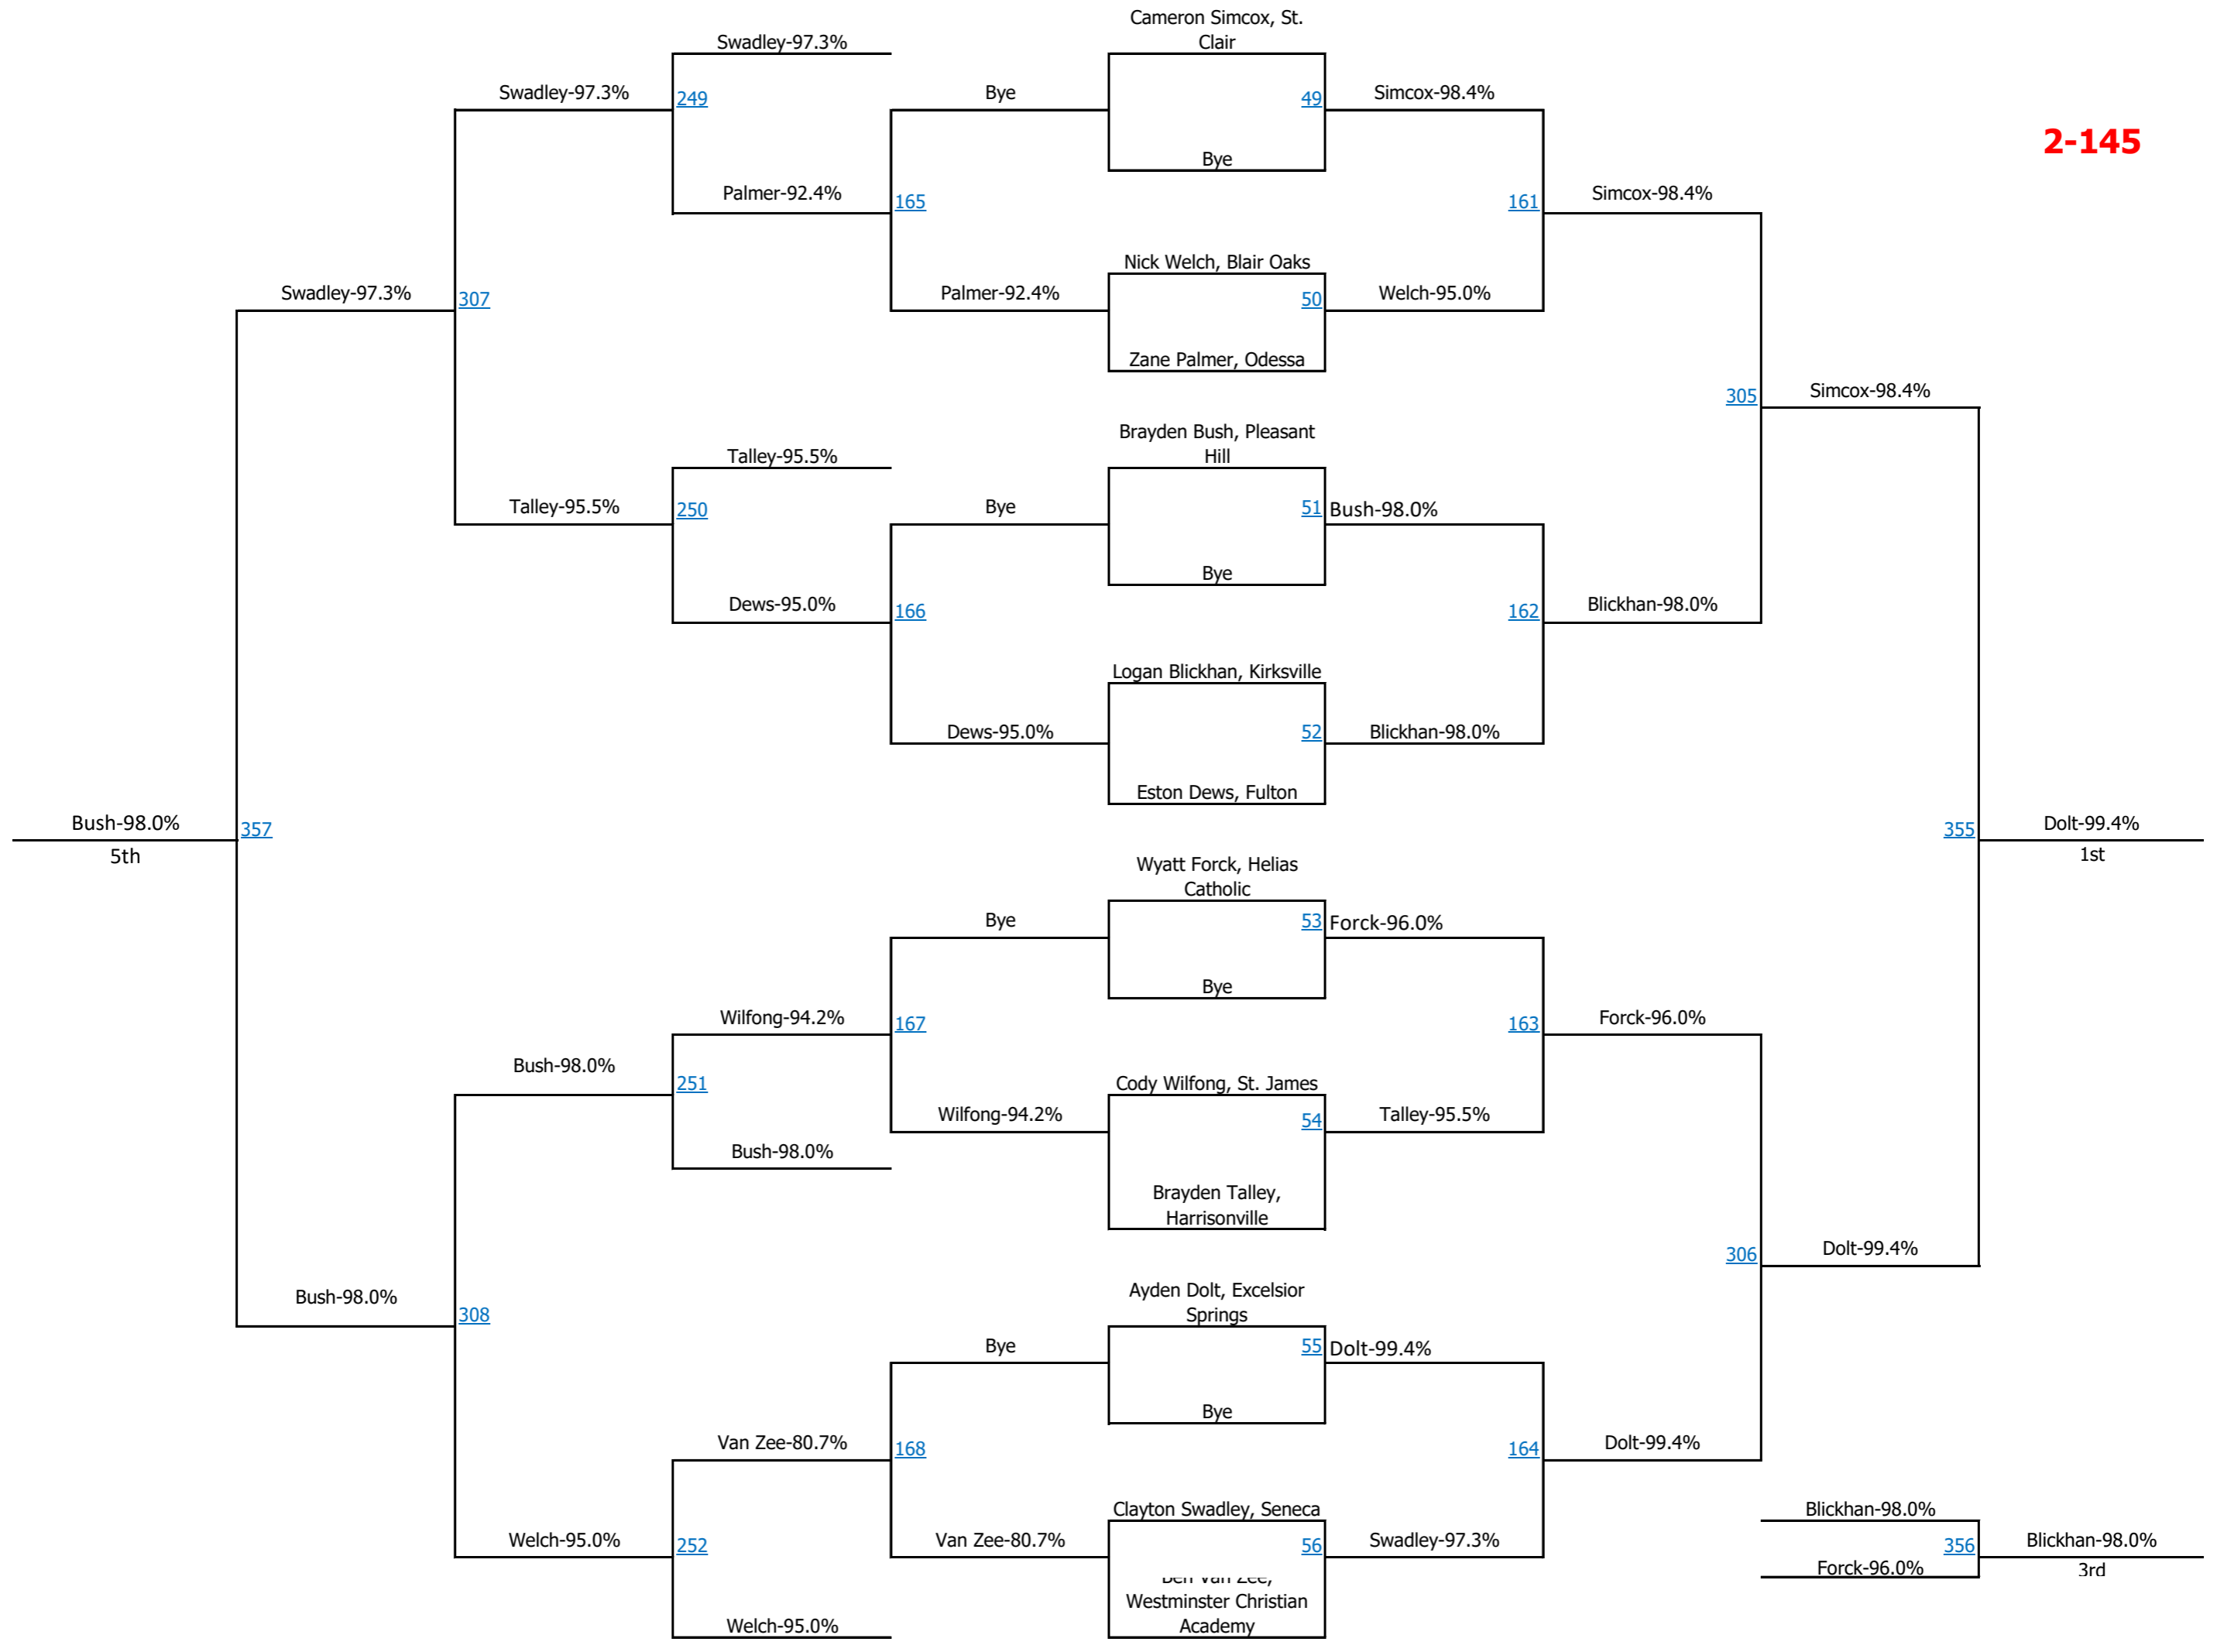 Cameron Simcox, St.
Clair
Swadley-97.3%
Swadley-97.3%
249
Bye
49
Simcox-98.4%
2-145
Bye
Palmer-92.4%
165
161
Simcox-98.4%
Nick Welch, Blair Oaks
Swadley-97.3%
307
Palmer-92.4%
50
Welch-95.0%
Zane Palmer, Odessa
305
Simcox-98.4%
Brayden Bush, Pleasant
Hill
Talley-95.5%
Talley-95.5%
250
Bye
51
Bush-98.0%
Bye
Dews-95.0%
166
162
Blickhan-98.0%
Logan Blickhan, Kirksville
Dews-95.0%
52
Blickhan-98.0%
Eston Dews, Fulton
Bush-98.0%
357
355
Dolt-99.4%
5th
1st
Wyatt Forck, Helias
Catholic
Bye
53
Forck-96.0%
Bye
Wilfong-94.2%
167
163
Forck-96.0%
Bush-98.0%
251
Cody Wilfong, St. James
Wilfong-94.2%
54
Talley-95.5%
Bush-98.0%
Brayden Talley,
Harrisonville
306
Dolt-99.4%
Bush-98.0%
308
Ayden Dolt, Excelsior
Springs
Bye
55
Dolt-99.4%
Bye
Van Zee-80.7%
168
164
Dolt-99.4%
Clayton Swadley, Seneca
Blickhan-98.0%
Welch-95.0%
252
Van Zee-80.7%
56
Swadley-97.3%
356
Blickhan-98.0%
Forck-96.0%
3rd
Ben Van Zee,
Westminster Christian
Academy
Welch-95.0%